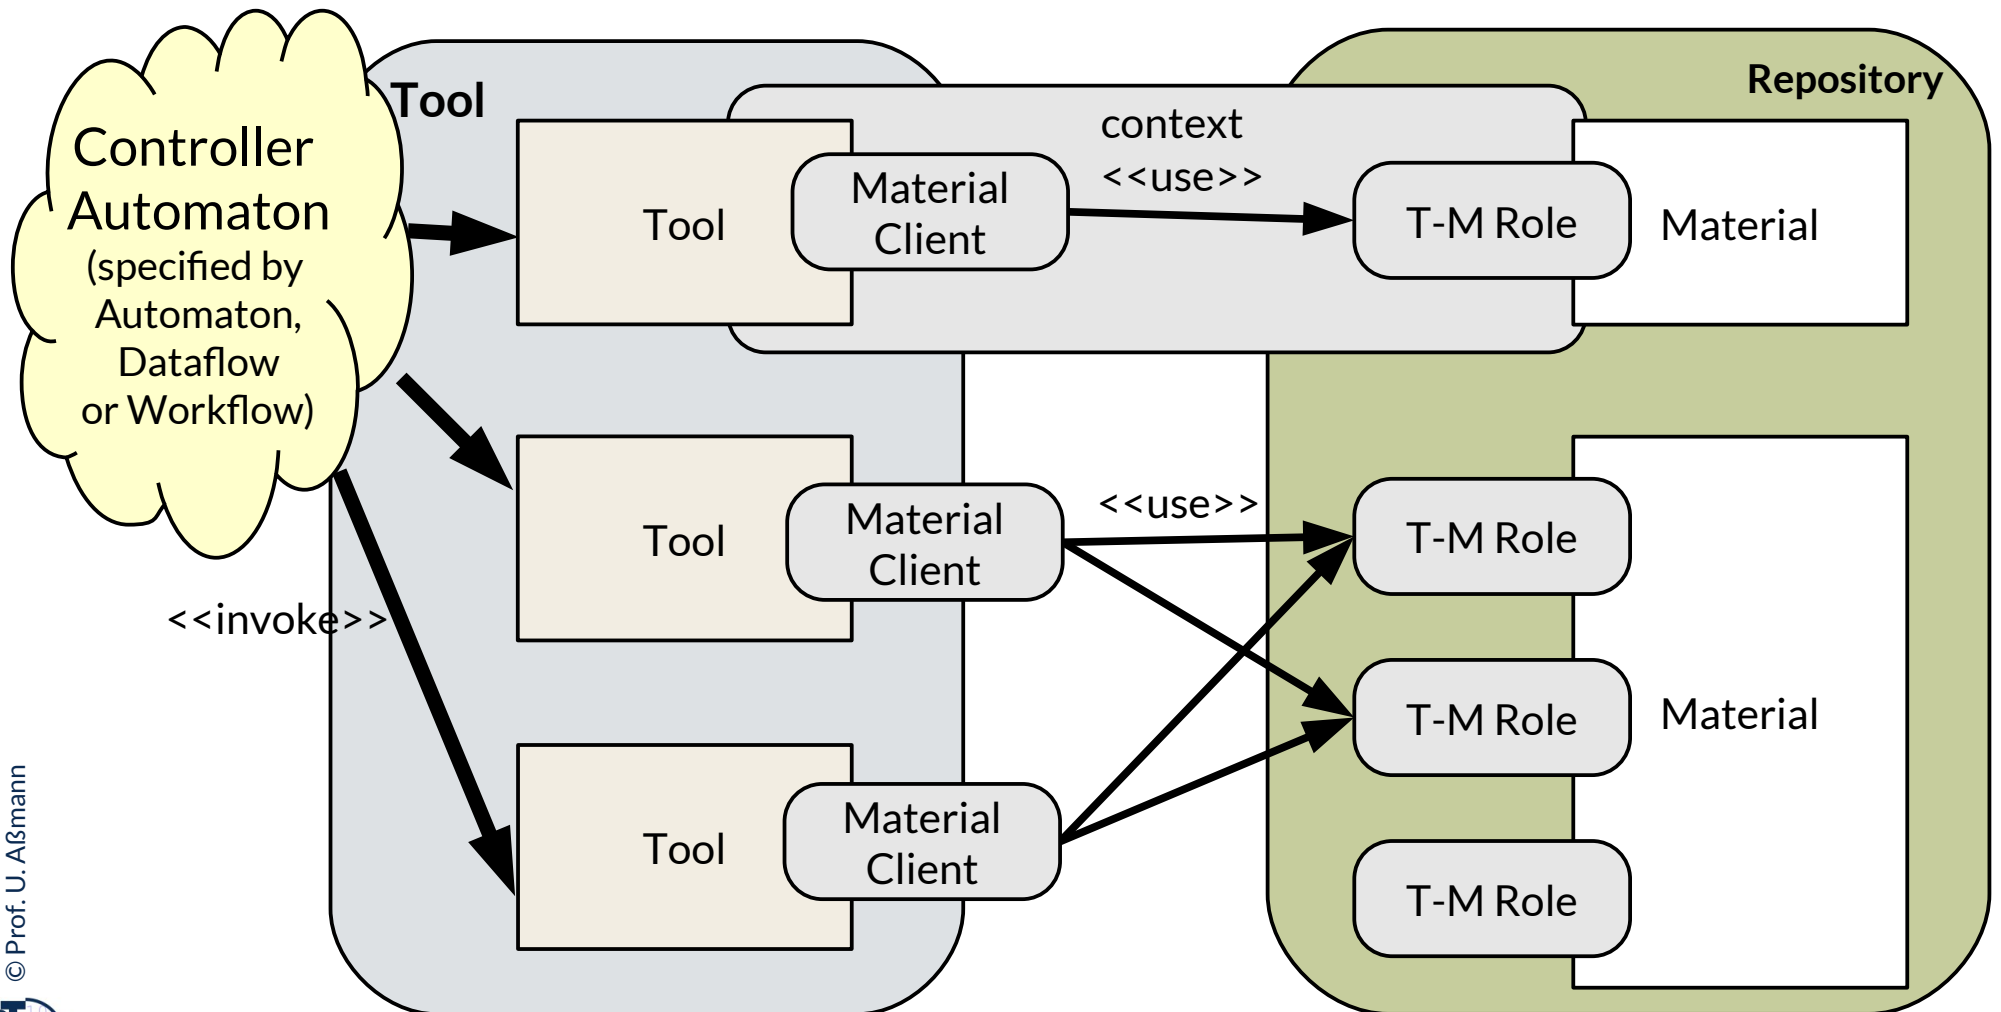 Controller
Automaton
(specified by
Automaton,
Dataflow
or Workflow)
Tool
Repository
context
<<use>>
Tool
Material
Client
T-M Role
Material
<<use>>
Tool
Material
Client
T-M Role
<<invoke>>
T-M Role
Material
Tool
Material
Client
T-M Role
© Prof. U. Aßmann